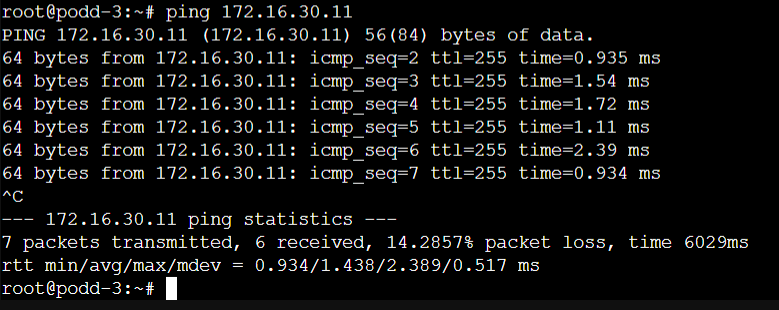 root@podd-3:~# ping 172.16.30.11
PING 172.16.30.11 (172.16.30.11) 56(84) bytes of data.
64 bytes from 172.16.30.11: icmp_seq=2 ttl=255 time=0.935 ms
64 bytes from 172.16.30.11: icmp_seq=3 ttl=255 time=1.54 ms
64 bytes from 172.16.30.11: icmp_seq=4 ttl=255 time=1.72 ms
64 bytes from 172.16.30.11: icmp_seq=5 ttl=255 time=1.11 ms
64 bytes from 172.16.30.11: icmp_seq=6 ttl=255 time=2.39 ms
64 bytes from 172.16.30.11: icmp_seq=7 ttl=255 time=0.934 ms
^C
--- 172.16.30.11 ping statistics ---
7 packets transmitted, 6 received, 14.2857% packet loss, time 6029ms
rtt min/avg/max/mdev = 0.934/1.438/2.389/0.517 ms
root@podd-3:~#